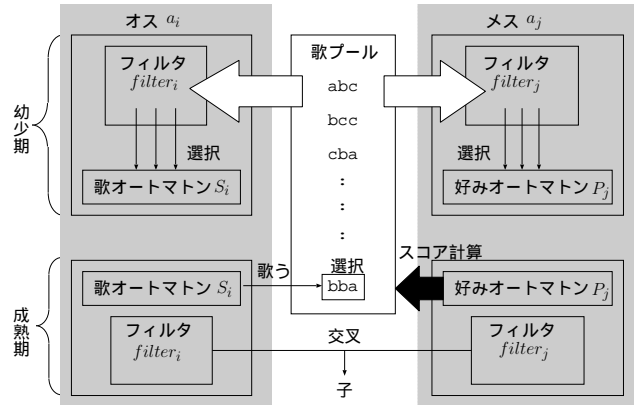 オス a_i
メス a_j
幼少期
フィルタ
filter_i
選択
歌オートマトン S_i
歌プール
abc
bcc
cba
:
.
:
フィルタ
filter_j
選択
好みオートマトン P_j
成熟期
歌オートマトン S_i
歌う
選択
bba
スコア計算
好みオートマトン P_j
フィルタ
filter_i
交叉
子
フィルタ
filter_j